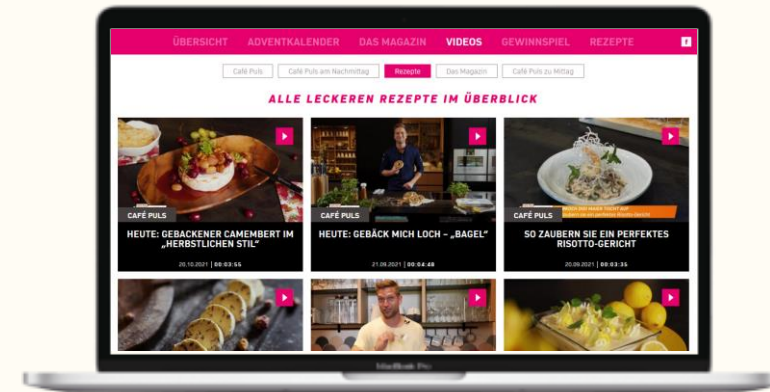 ÜBERSICHT ADVENTKALENDER DAS MAGAZIN VIDEOS GEWINNSPIEL REZEPTE f
Café Puls Café Puls am Nachmittag Rezepte Das Magazin Café Puls zu Mittag
ALLE LECKEREN REZEPTE IM ÜBERBLICK
CAFÉ PULS
HEUTE: GEBACKENER CAMEMBERT IM
„HERBSTLICHEN STIL“
20.10.2021 | 00:03:55
CAFÉ PULS
HEUTE: GEBÄCK MICH LOCH – „BAGEL“
21.09.2021 | 00:04:48
CAFÉ PULS
SO ZAUBERN SIE EIN PERFEKTES
RISOTTO-GERICHT
20.09.2021 | 00:03:35
MacBook Pro